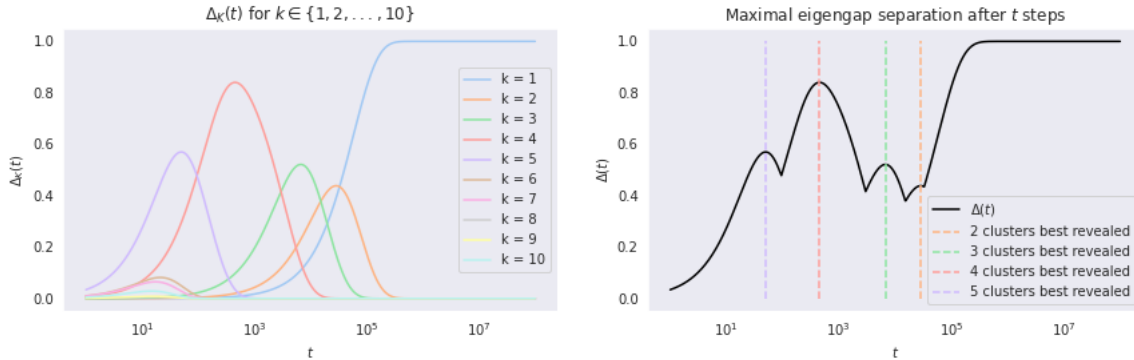 Δ_K(t) for k ∈ {1, 2, . . . , 10}
Δ_K(t)
1.0
0.8
0.6
0.4
0.2
0.0
10^1
10^3
10^5
10^7
t
k = 1
k = 2
k = 3
k = 4
k = 5
k = 6
k = 7
k = 8
k = 9
k = 10
Maximal eigengap separation after t steps
Δ(t)
1.0
0.8
0.6
0.4
0.2
0.0
10^1
10^3
10^5
10^7
t
Δ(t)
2 clusters best revealed
3 clusters best revealed
4 clusters best revealed
5 clusters best revealed